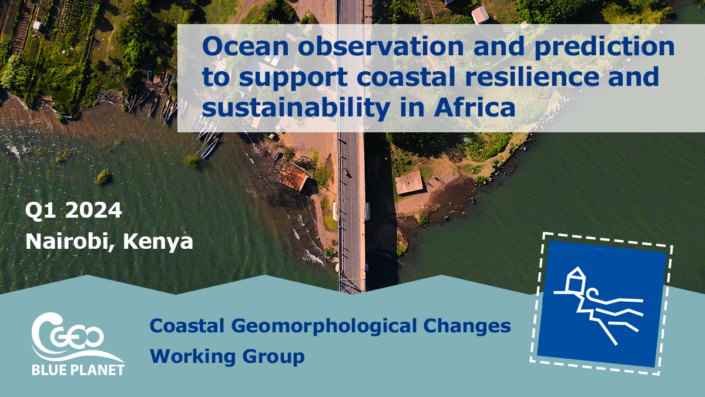 Ocean observation and prediction
to support coastal resilience and
sustainability in Africa
Q1 2024
Nairobi, Kenya
Coastal Geomorphological Changes
Working Group
GEO
BLUE PLANET